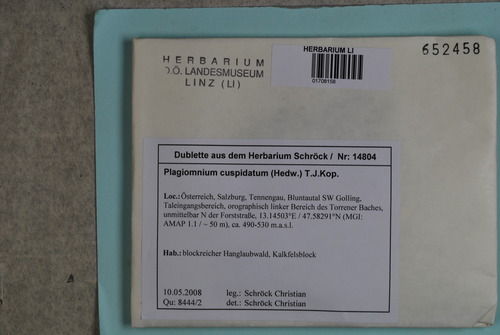 HERBARIUM
O.Ö. LANDESMUSEUM
LINZ (LI)
HERBARIUM LI
01708158
652458
Dublette aus dem Herbarium Schröck / Nr: 14804
Plagiomnium cuspidatum (Hedw.) T.J.Kop.
Loc.: Österreich, Salzburg, Tennengau, Bluntautal SW Golling,
Taleingangsbereich, orographisch linker Bereich des Torrener Baches,
unmittelbar N der Forststraße, 13.14503°E / 47.58291°N (MGI:
AMAP 1.1 / ~ 50 m), ca. 490-530 m.a.s.l.
Hab.: blockreicher Hanglaubwald, Kalkfelsblock
10.05.2008 leg.: Schröck Christian
Qu: 8444/2 det.: Schröck Christian